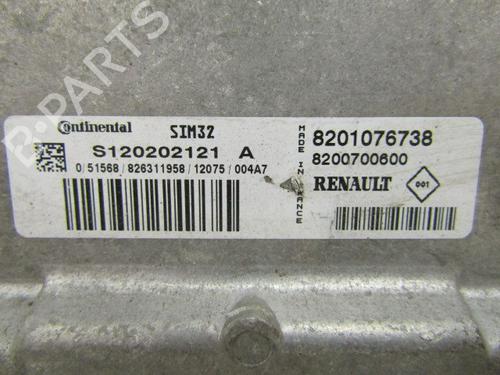 B-PARTS
Continental SIM32
S120202121 A
0/51568/826311958/12075/004A7
MADE IN FRANCE
8201076738
8200700600
RENAULT 001